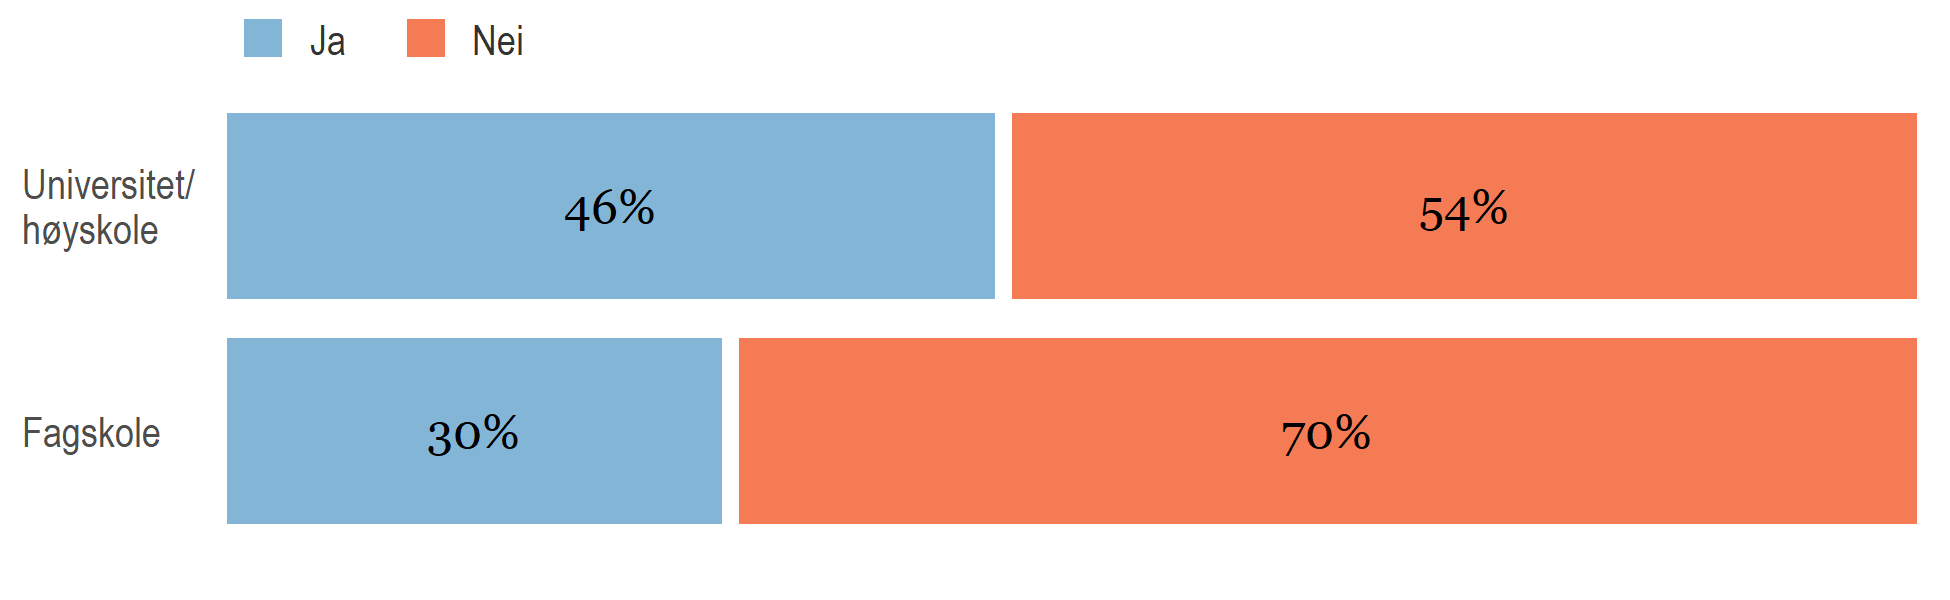 Ja Nei
Universitet/
høyskole
46% 54%
Fagskole
30% 70%